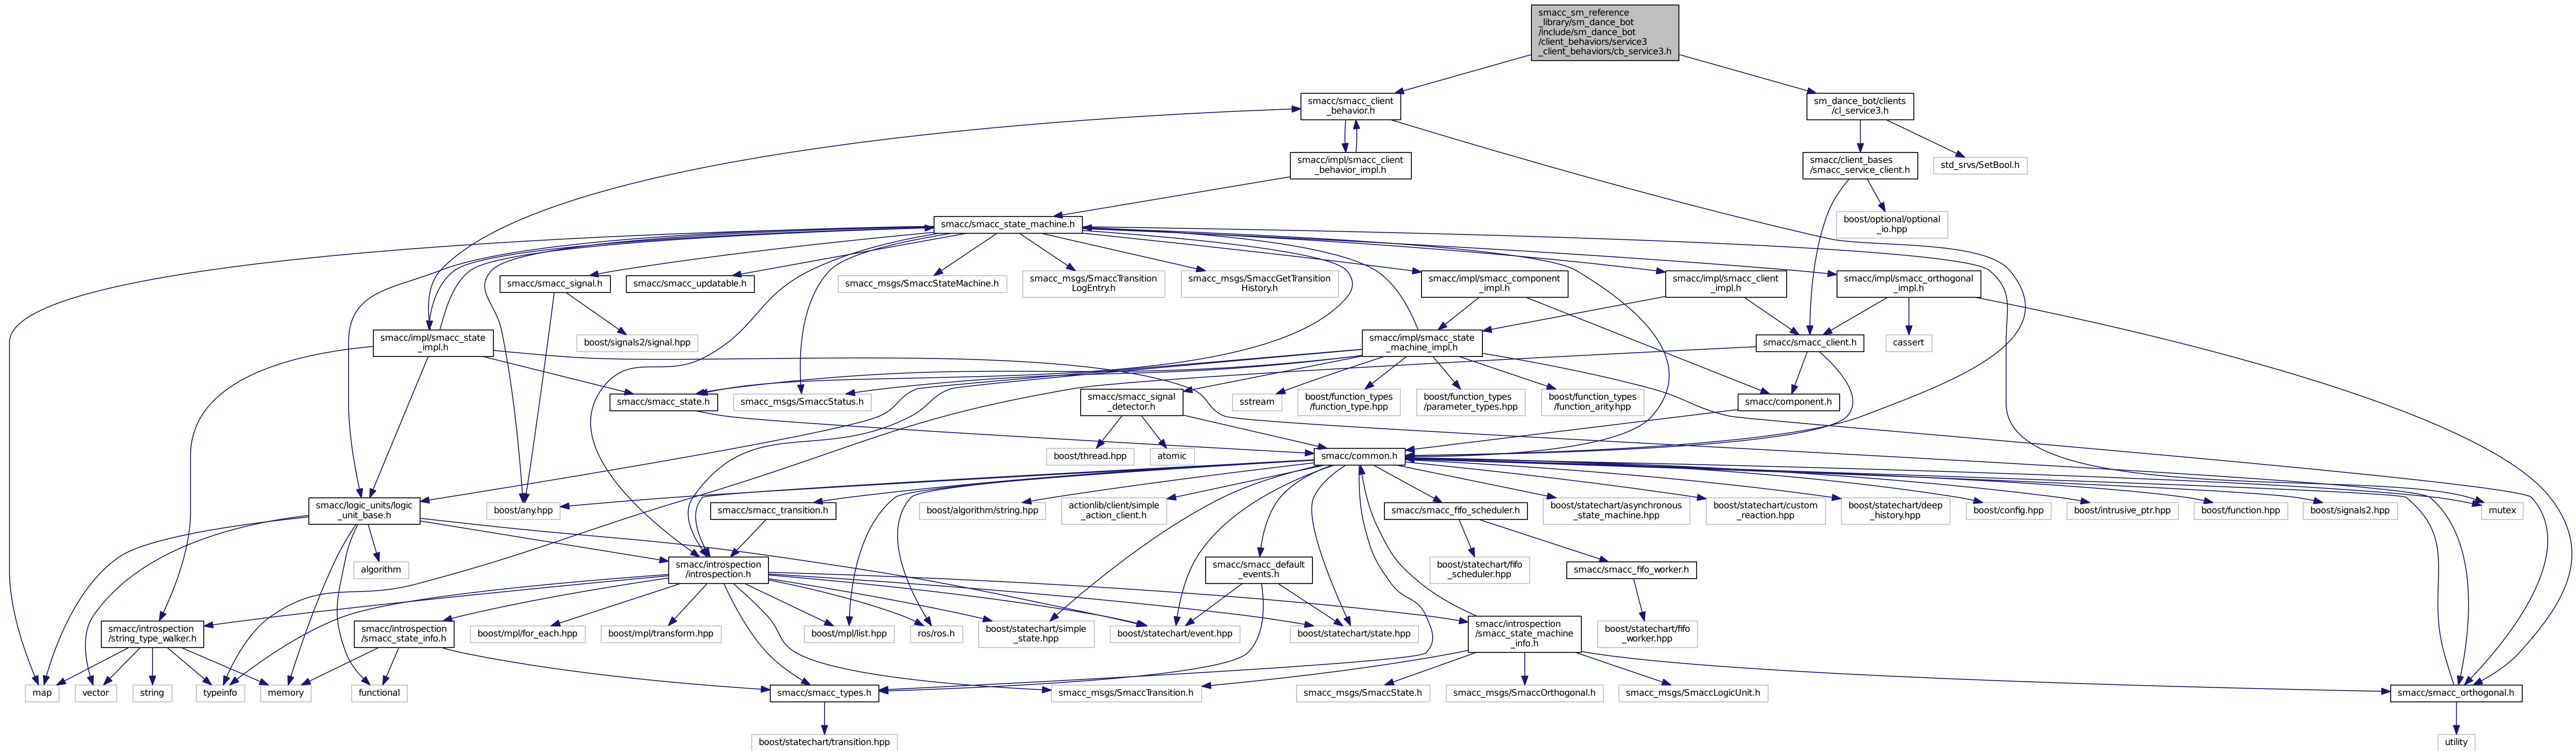 smacc_sm_reference
_library/sm_dance_bot
/include/sm_dance_bot
/client_behaviors/service3
_client_behaviors/cb_service3.h
smacc/smacc_client
_behavior.h
sm_dance_bot/clients
/cl_service3.h
smacc/impl/smacc_client
_behavior_impl.h
smacc/client_bases
/smacc_service_client.h
std_srvs/SetBool.h
smacc/smacc_state_machine.h
boost/optional/optional
_io.hpp
smacc/smacc_signal.h
smacc/smacc_updatable.h
smacc_msgs/SmaccStateMachine.h
smacc_msgs/SmaccTransition
LogEntry.h
smacc_msgs/SmaccGetTransition
History.h
smacc/impl/smacc_component
_impl.h
smacc/impl/smacc_client
_impl.h
smacc/impl/smacc_orthogonal
_impl.h
smacc/impl/smacc_state
_impl.h
boost/signals2/signal.hpp
smacc/impl/smacc_state
_machine_impl.h
smacc/smacc_client.h
cassert
smacc/smacc_state.h
smacc_msgs/SmaccStatus.h
smacc/smacc_signal
_detector.h
sstream
boost/function_types
/function_type.hpp
boost/function_types
/parameter_types.hpp
boost/function_types
/function_arity.hpp
smacc/component.h
boost/thread.hpp
atomic
smacc/common.h
smacc/logic_units/logic
_unit_base.h
boost/any.hpp
smacc/smacc_transition.h
boost/algorithm/string.hpp
actionlib/client/simple
_action_client.h
smacc/smacc_fifo_scheduler.h
boost/statechart/asynchronous
_state_machine.hpp
boost/statechart/custom
_reaction.hpp
boost/statechart/deep
_history.hpp
boost/config.hpp
boost/intrusive_ptr.hpp
boost/function.hpp
boost/signals2.hpp
mutex
algorithm
smacc/introspection
/introspection.h
smacc/smacc_default
_events.h
boost/statechart/fifo
_scheduler.hpp
smacc/smacc_fifo_worker.h
smacc/introspection
/string_type_walker.h
smacc/introspection
/smacc_state_info.h
boost/mpl/for_each.hpp
boost/mpl/transform.hpp
boost/mpl/list.hpp
ros/ros.h
boost/statechart/simple
_state.hpp
boost/statechart/event.hpp
boost/statechart/state.hpp
smacc/introspection
/smacc_state_machine
_info.h
boost/statechart/fifo
_worker.hpp
map
vector
string
typeinfo
memory
functional
smacc/smacc_types.h
smacc_msgs/SmaccTransition.h
smacc_msgs/SmaccState.h
smacc_msgs/SmaccOrthogonal.h
smacc_msgs/SmaccLogicUnit.h
smacc/smacc_orthogonal.h
boost/statechart/transition.hpp
utility